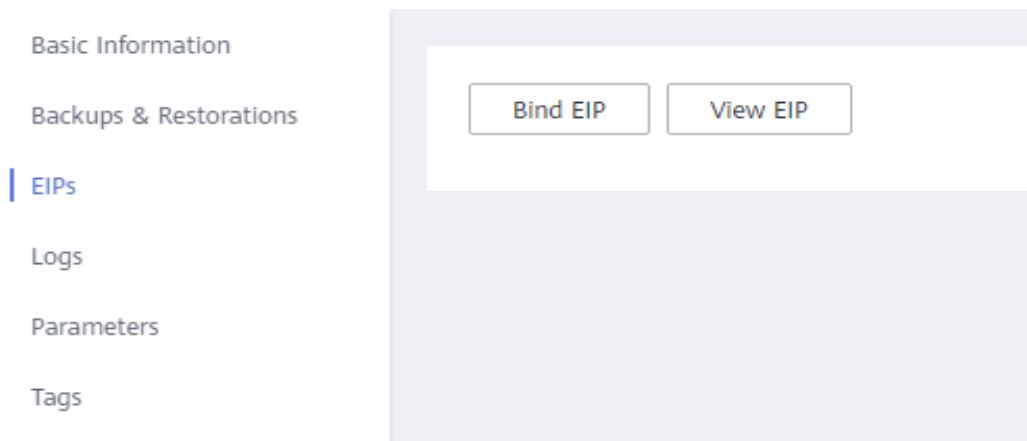 Basic Information
Backups & Restorations
EIPs
Logs
Parameters
Tags
Bind EIP
View EIP